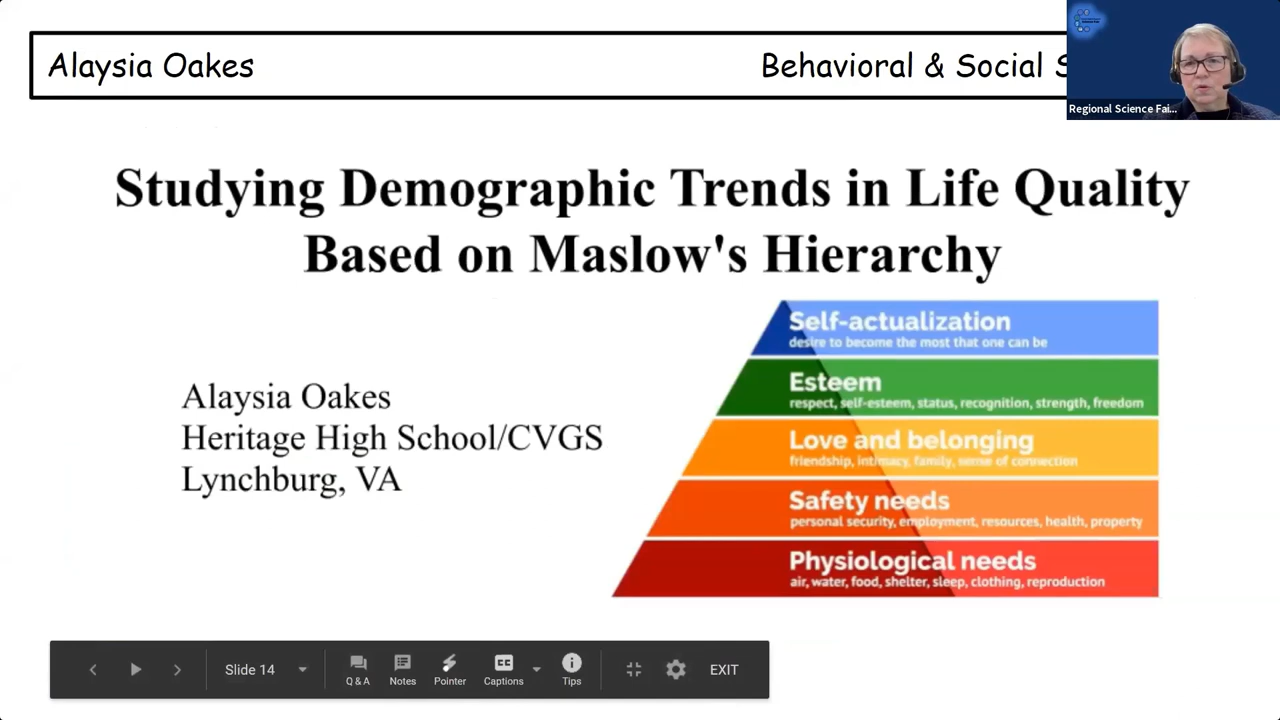 Alaysia Oakes
Behavioral & Social S
Regional Science Fai...
Studying Demographic Trends in Life Quality
Based on Maslow's Hierarchy
Alaysia Oakes
Heritage High School/CVGS
Lynchburg, VA
Self-actualization
desire to become the most that one can be
Esteem
respect, self-esteem, status, recognition, strength, freedom
Love and belonging
friendship, intimacy, family, sense of connection
Safety needs
personal security, employment, resources, health, property
Physiological needs
air, water, food, shelter, sleep, clothing, reproduction
Slide 14
Q & A
Notes
Pointer
CC
Captions
Tips
EXIT